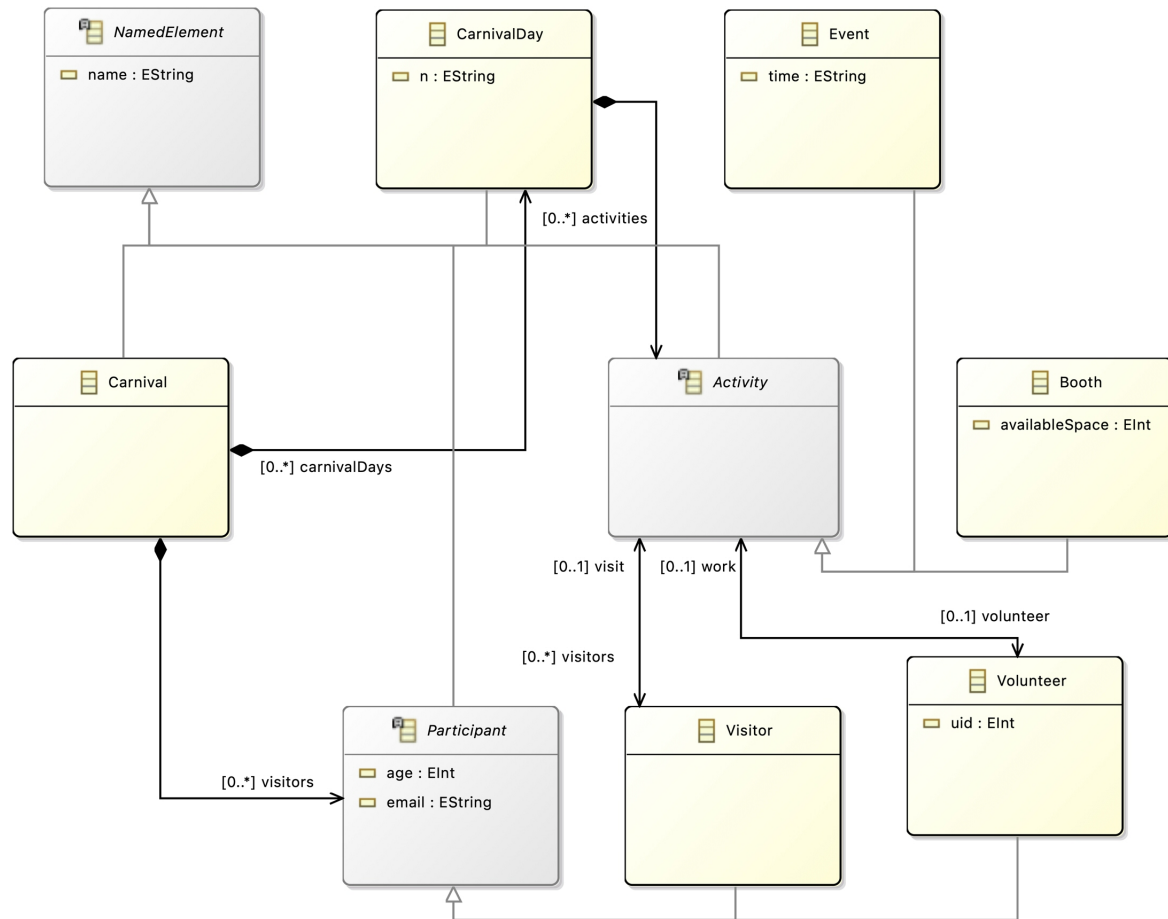 NamedElement
name : EString
CarnivalDay
n : EString
Event
time : EString
[0..*] activities
Carnival
[0..*] carnivalDays
Activity
Booth
availableSpace : EInt
[0..1] visit
[0..1] work
[0..1] volunteer
[0..*] visitors
Volunteer
uid : EInt
[0..*] visitors
Participant
age : EInt
email : EString
Visitor